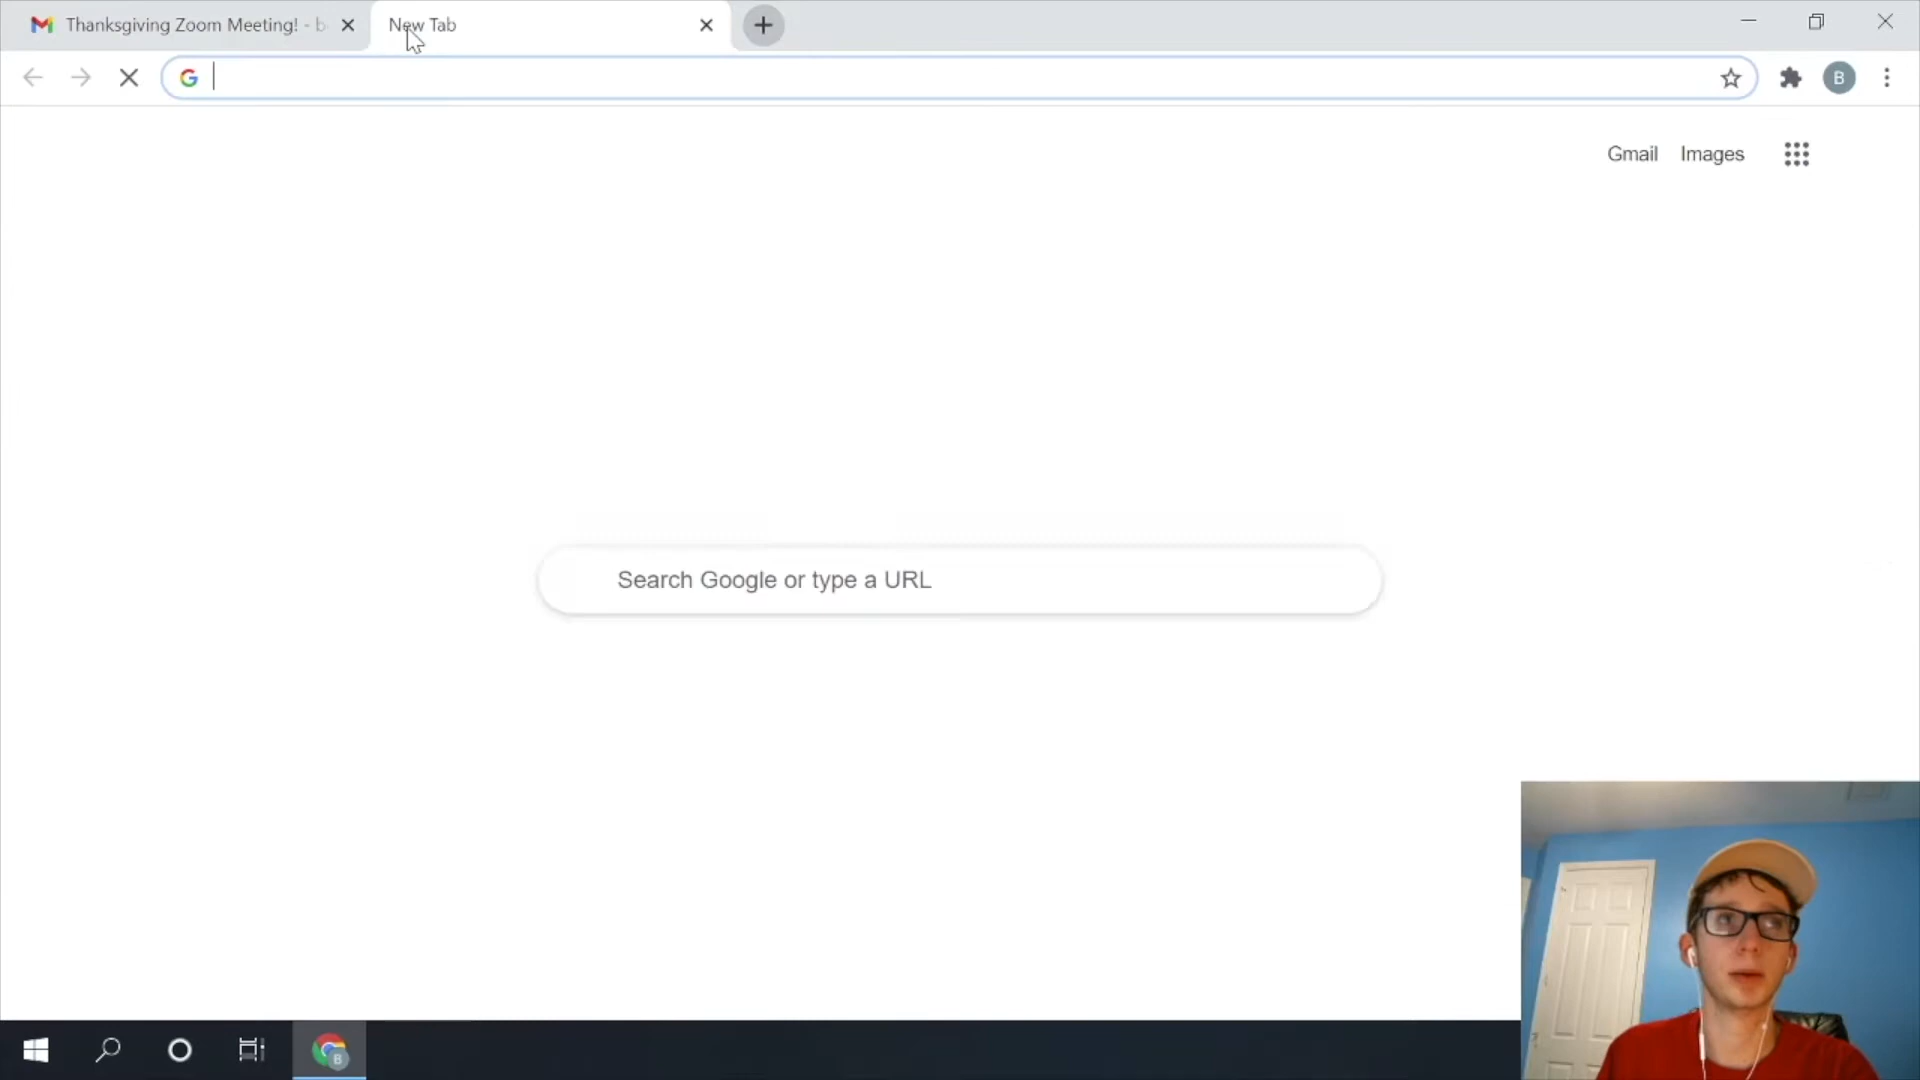 Thanksgiving Zoom Meeting! - b
New Tab
B
Gmail Images
Search Google or type a URL
B